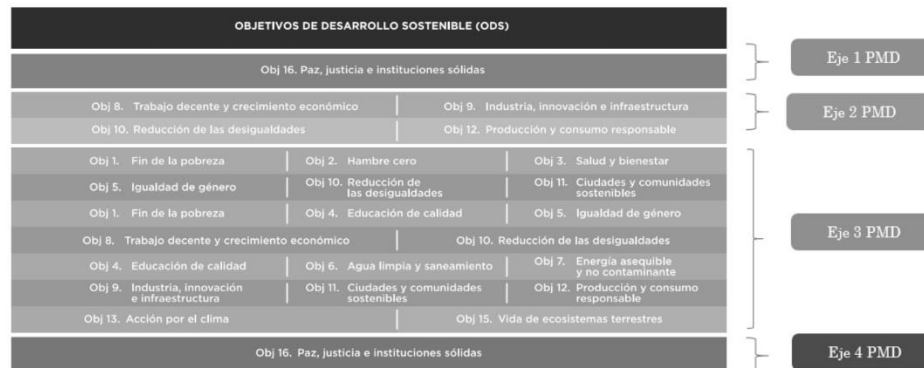 OBJETIVOS DE DESARROLLO SOSTENIBLE (ODS)
Obj 16. Paz, justicia e instituciones sólidas
Eje 1 PMD
Obj 8. Trabajo decente y crecimiento económico
Obj 9. Industria, innovación e infraestructura
Obj 10. Reducción de las desigualdades
Obj 12. Producción y consumo responsable
Eje 2 PMD
Obj 1. Fin de la pobreza
Obj 2. Hambre cero
Obj 3. Salud y bienestar
Obj 5. Igualdad de género
Obj 10. Reducción de
las desigualdades
Obj 11. Ciudades y comunidades
sostenibles
Obj 1. Fin de la pobreza
Obj 4. Educación de calidad
Obj 5. Igualdad de género
Obj 8. Trabajo decente y crecimiento económico
Obj 10. Reducción de las desigualdades
Obj 4. Educación de calidad
Obj 6. Agua limpia y saneamiento
Obj 7. Energía asequible
y no contaminante
Obj 9. Industria, innovación
e infraestructura
Obj 11. Ciudades y comunidades
sostenibles
Obj 12. Producción y consumo
responsable
Obj 13. Acción por el clima
Obj 15. Vida de ecosistemas terrestres
Eje 3 PMD
Obj 16. Paz, justicia e instituciones sólidas
Eje 4 PMD